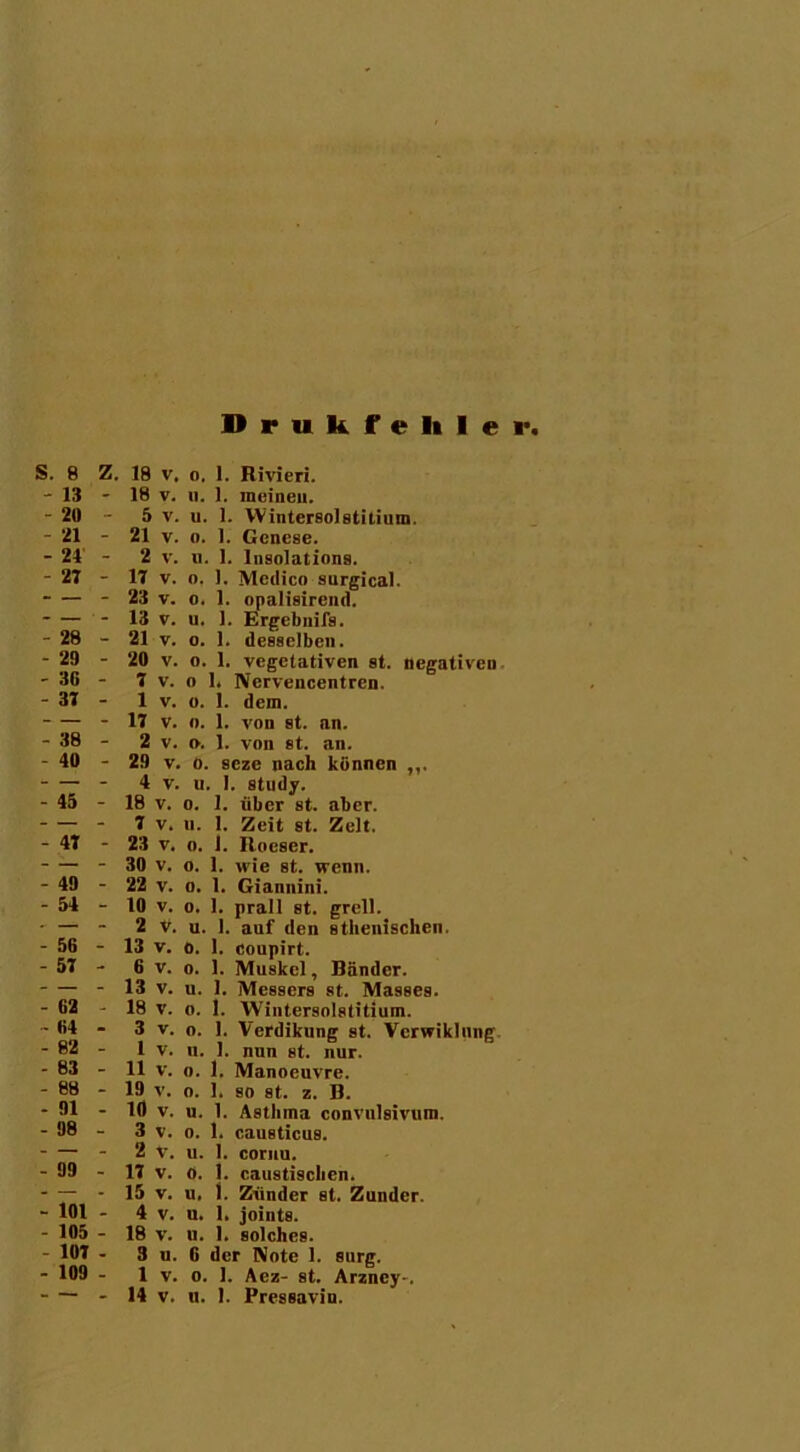 Drukfehler.
S. 8 Z. 18 v. o. l. Rivieri.
- 13 - 18 v. u. l. meinen.
- 20 - 5 v. u. l. Wintersolstitium.
- 21 - 21 v. o. l. Genese.
- 24 - 2 v. u. l. Insolations.
- 27 - 17 v. o. l. Medico surgical.
- — - 23 v. o. l. opalisirend.
- — - 13 v. u. l. Ergebnifs.
- 28 - 21 v. o. l. desselben.
- 29 - 20 v. o. l. vegetativen st. negativen.
- 36 - 7 v. o l. Nervencentren.
- 37 - 1 v. o. l. dem.
- — - 17 v. o. l. von st. an.
- 38 - 2 v. o. l. von st. an.
- 40 - 29 v. o. seze nach können ,,.
- — - 4 v. u. l. study.
- 45 - 18 v. o. l. über st. aber.
- — - 7 v. u. l. Zeit st. Zelt.
- 47 - 23 v. o. l. Roeser.
- — - 30 v. o. l. wie st. wenn.
- 49 - 22 v. o. l. Giannini.
- 54 - 10 v. o. l. prall st. grell.
- — - 2 v. u. l. auf den sthenischen.
- 56 - 13 v. o. l. coupirt.
- 57 - 6 v. o. l. Muskel, Bänder.
- — - 13 v. u. l. Messers st. Masses.
- 62 - 18 v. o. l. Wintersolstitium.
- 64 - 3 v. o. l. Verdikung st. Verwiklung.
- 82 - 1 v. u. l. nun st. nur.
- 83 - 11 v. o. l. Manoeuvre.
- 88 - 19 v. o. l. so st. z. B.
- 91 - 10 v. u. l. Asthma convulsivum.
- 98 - 3 v. o. l. causticus.
- — - 2 v. u. l. cornu.
- 99 - 17 v. o. l. caustischen.
- — - 15 v. u. l. Zünder st. Zunder.
- 101 - 4 v. u. l. joints.
- 105 - 18 v. u. l. solches.
- 107 - 3 u. 6 der Note l. surg.
- 109 - 1 v. o. l. Aez- st. Arzney-.
- — - 14 v. u. l. Pressavin.